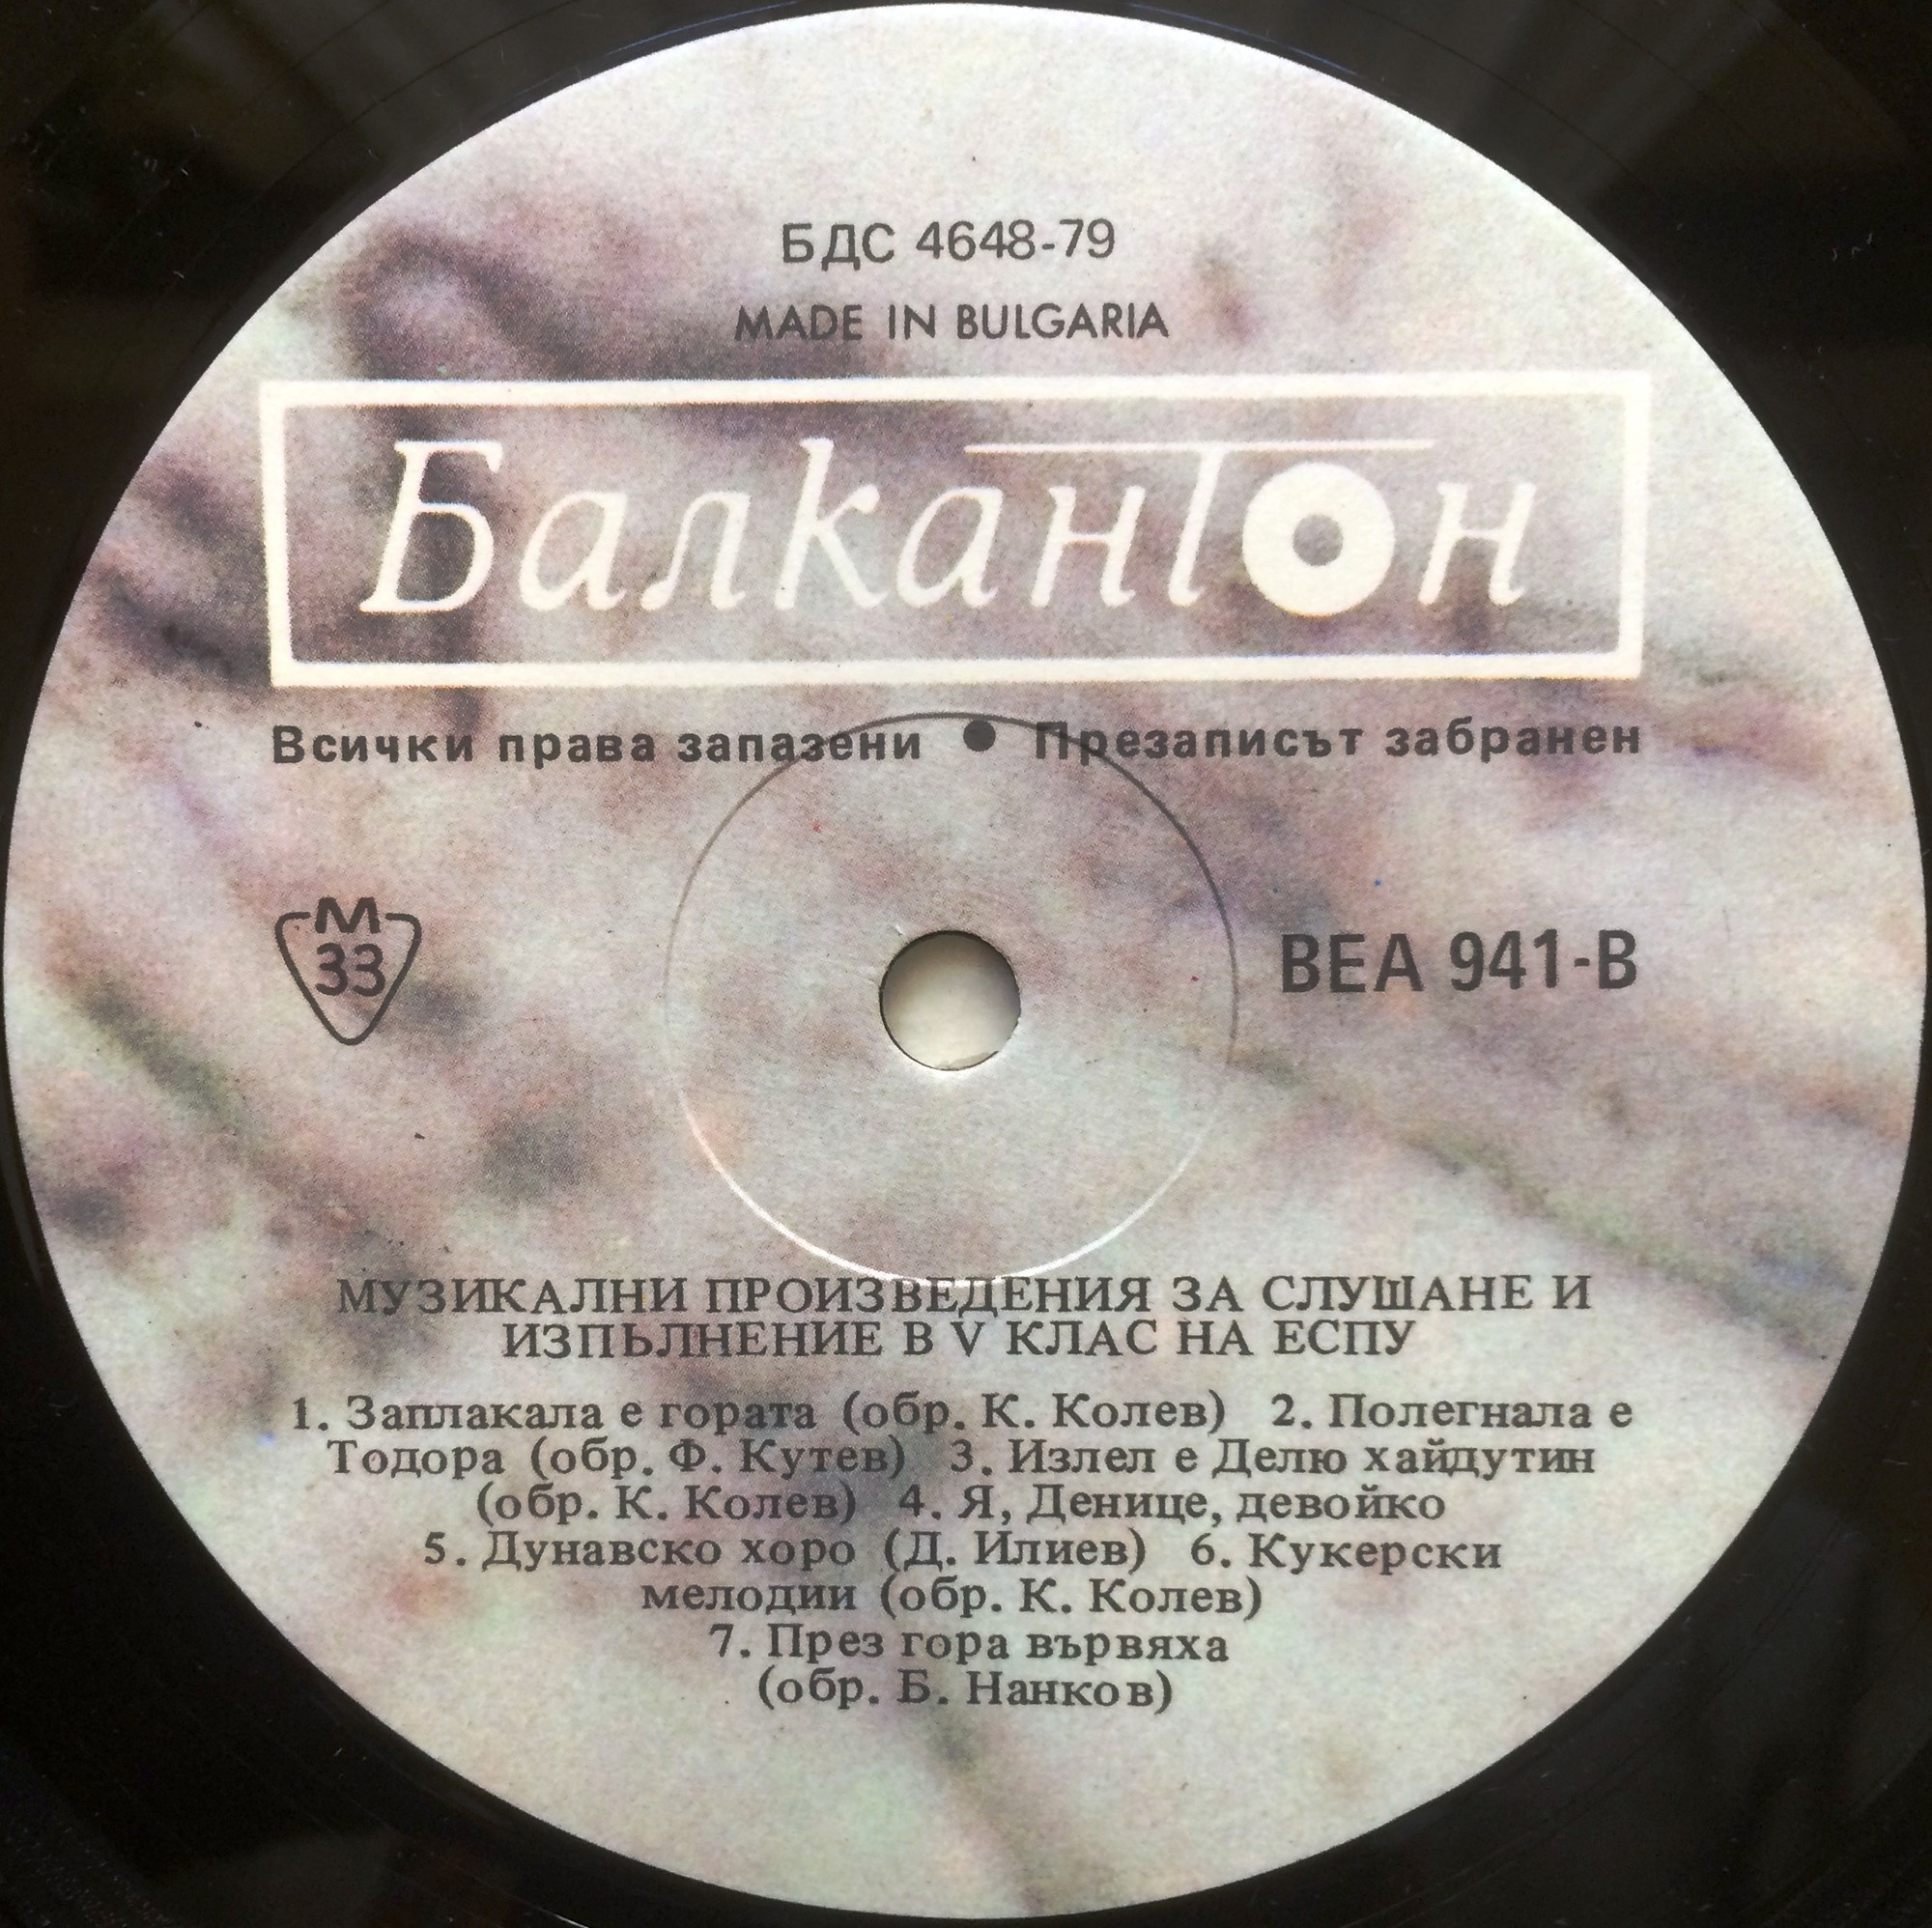 БДС 4648-79
MADE IN BULGARIA
Балкантон
Всички права запазени ● Презаписът забранен
М
33
ВЕА 941-В
МУЗИКАЛНИ ПРОИЗВЕДЕНИЯ ЗА СЛУШАНЕ И
ИЗПЪЛНЕНИЕ В V КЛАС НА ЕСПУ
1. Заплакала е гората (обр. К. Колев) 2. Полегнала е
Тодора (обр. Ф. Кутев) 3. Излел е Делю хайдутин
(обр. К. Колев) 4. Я, Денице, девойко
5. Дунавско хоро (Д. Илиев) 6. Кукерски
мелодии (обр. К. Колев)
7. През гора вървяха
(обр. Б. Нанков)